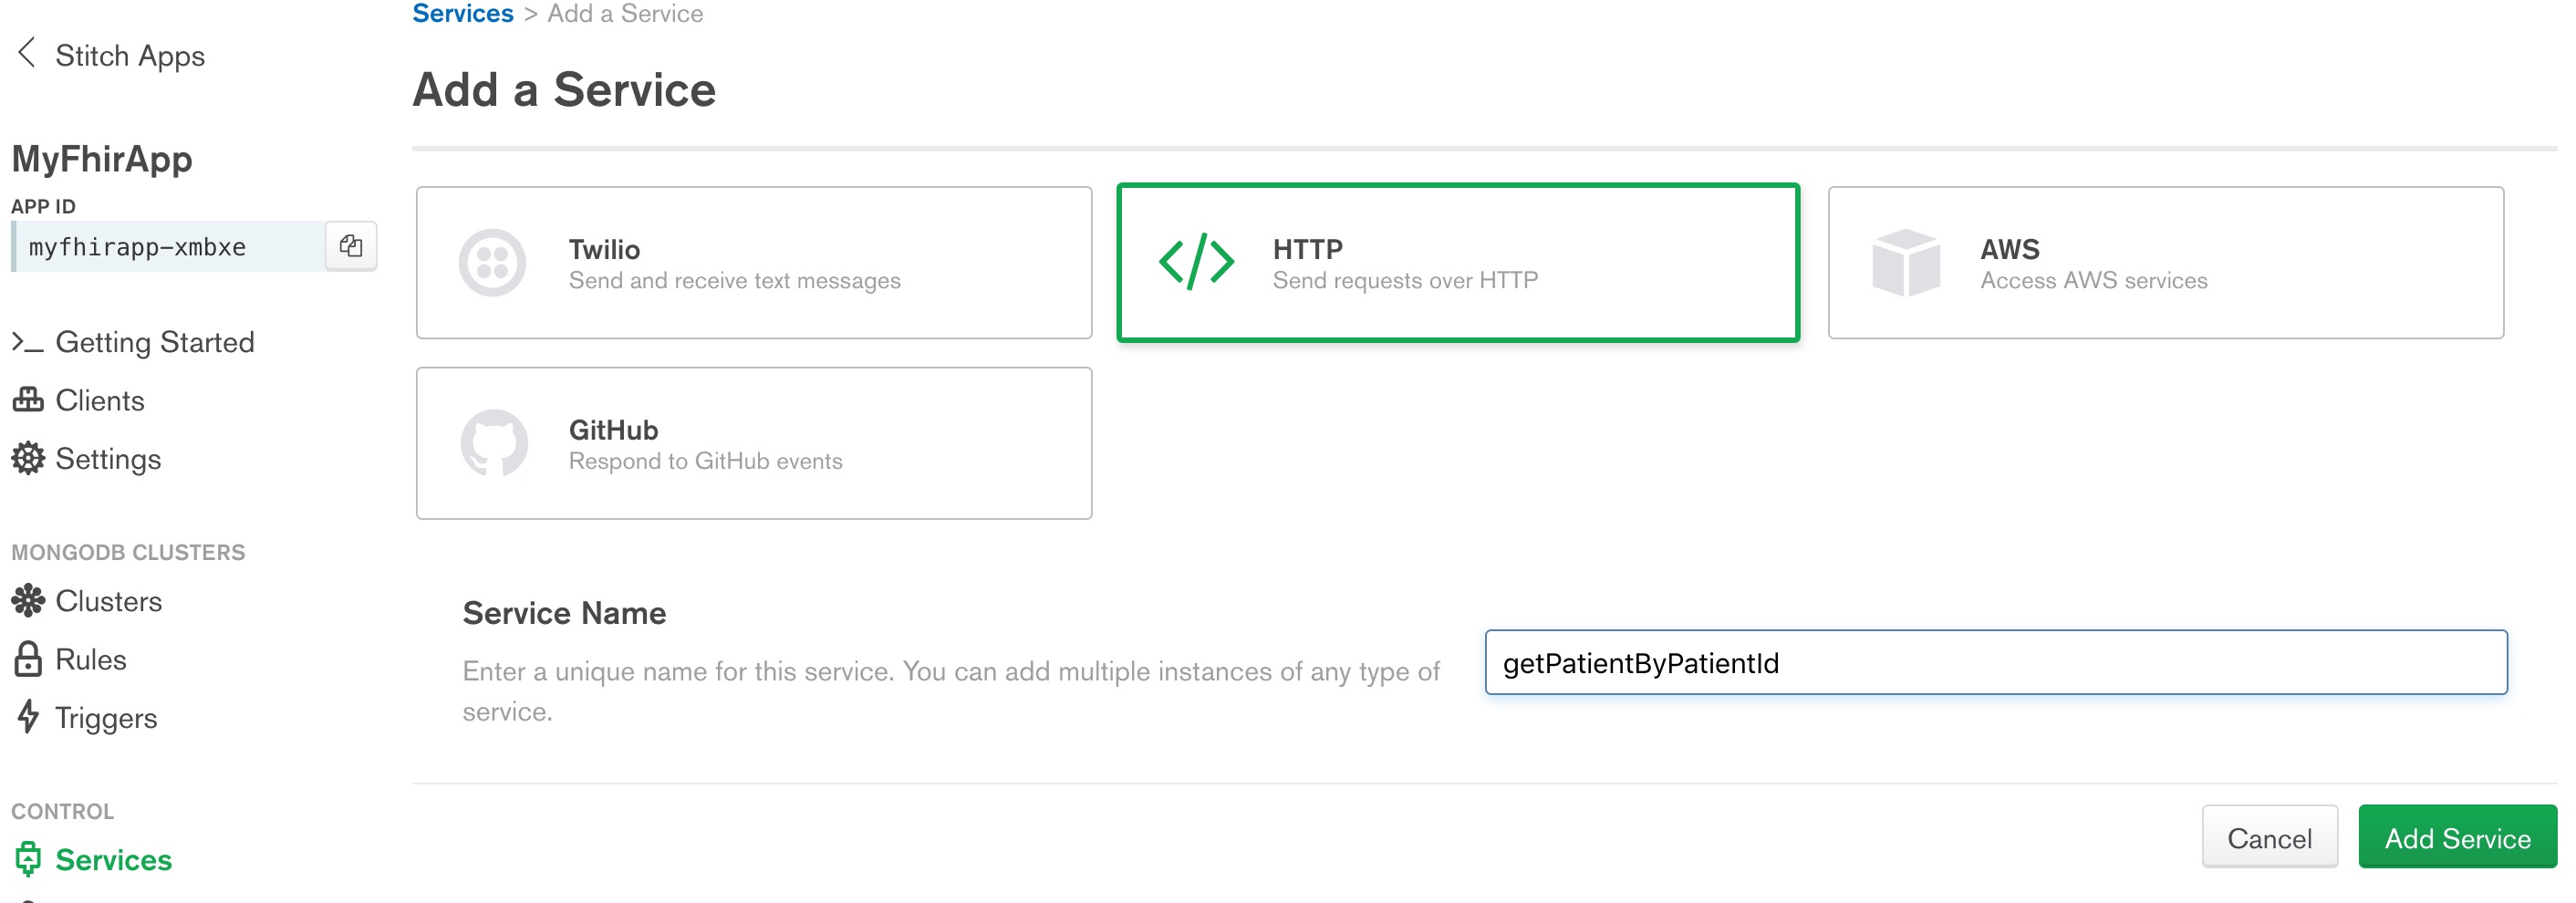 Stitch Apps
MyFhirApp
APP ID
myfhirapp-xmbxe
Getting Started
Clients
Settings
MONGODB CLUSTERS
Clusters
Rules
Triggers
CONTROL
Services
Services > Add a Service
Add a Service
Twilio
Send and receive text messages
HTTP
Send requests over HTTP
AWS
Access AWS services
GitHub
Respond to GitHub events
Service Name
Enter a unique name for this service. You can add multiple instances of any type of
service.
getPatientByPatientId
Cancel
Add Service